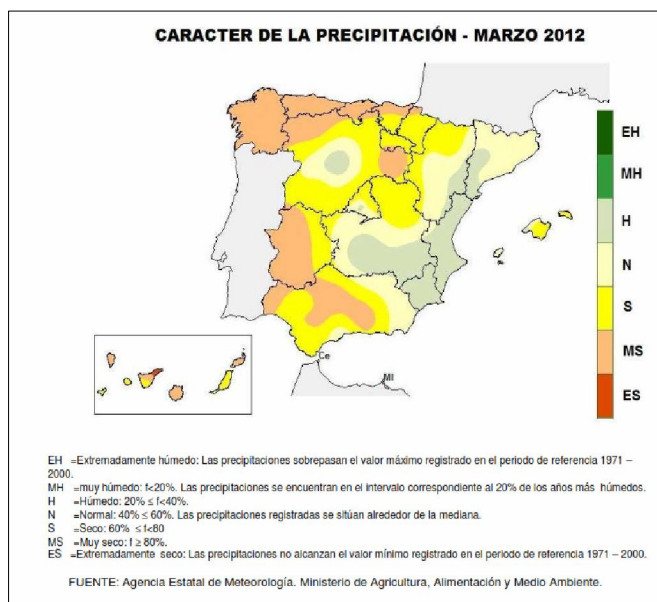 CARACTER DE LA PRECIPITACIÓN - MARZO 2012
EH
MH
H
N
S
MS
ES
Ce
Ml
EH =Extremadamente húmedo: Las precipitaciones sobrepasan el valor máximo registrado en el periodo de referencia 1971 –
2000.
MH =muy húmedo: f<20%. Las precipitaciones se encuentran en el intervalo correspondiente al 20% de los años más húmedos.
H =Húmedo: 20% ≤ f<40%.
N =Normal: 40% ≤ f<60%. Las precipitaciones registradas se sitúan alrededor de la mediana.
S =Seco: 60% ≤f<80
MS =Muy seco: f ≥ 80%.
ES =Extremadamente seco: Las precipitaciones no alcanzan el valor mínimo registrado en el periodo de referencia 1971 – 2000.
FUENTE: Agencia Estatal de Meteorología. Ministerio de Agricultura, Alimentación y Medio Ambiente.